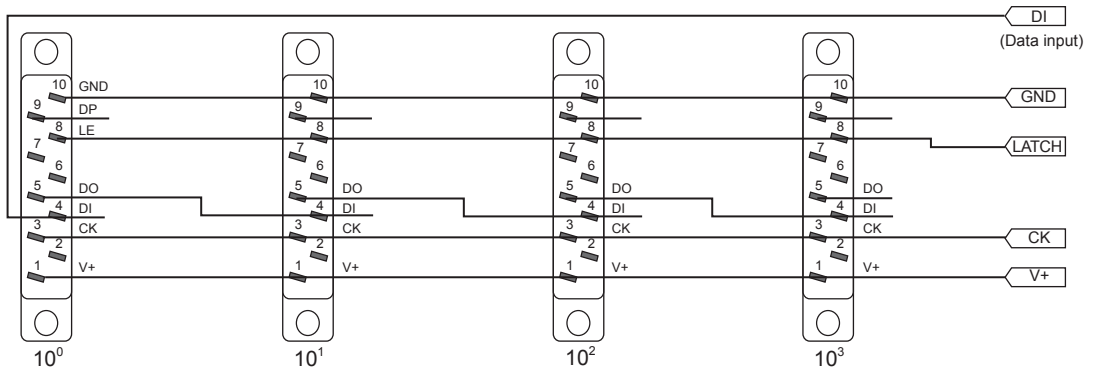 DI
(Data input)
10 GND 10 10 10 GND
9 DP 9 9 9
8 LE 8 8 8 LATCH
7 7 7 7
6 6 6 6
5 DO 5 DO 5 DO 5 DO
4 DI 4 DI 4 DI 4 DI
3 CK 3 CK 3 CK 3 CK CK
2 2 2 2
1 V+ 1 V+ 1 V+ 1 V+ V+
10⁰ 10¹ 10² 10³